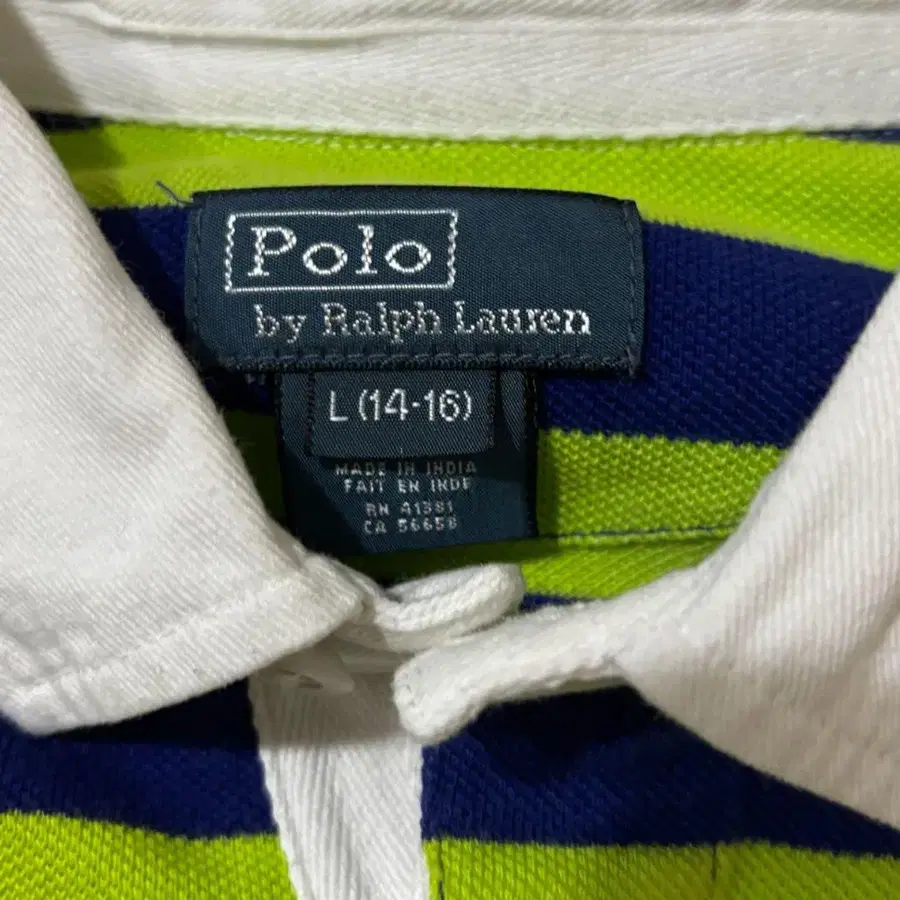 Polo
by Ralph Lauren
L (14-16)
MADE IN INDIA
FAIT EN INDE
RN 41381
CA 56658